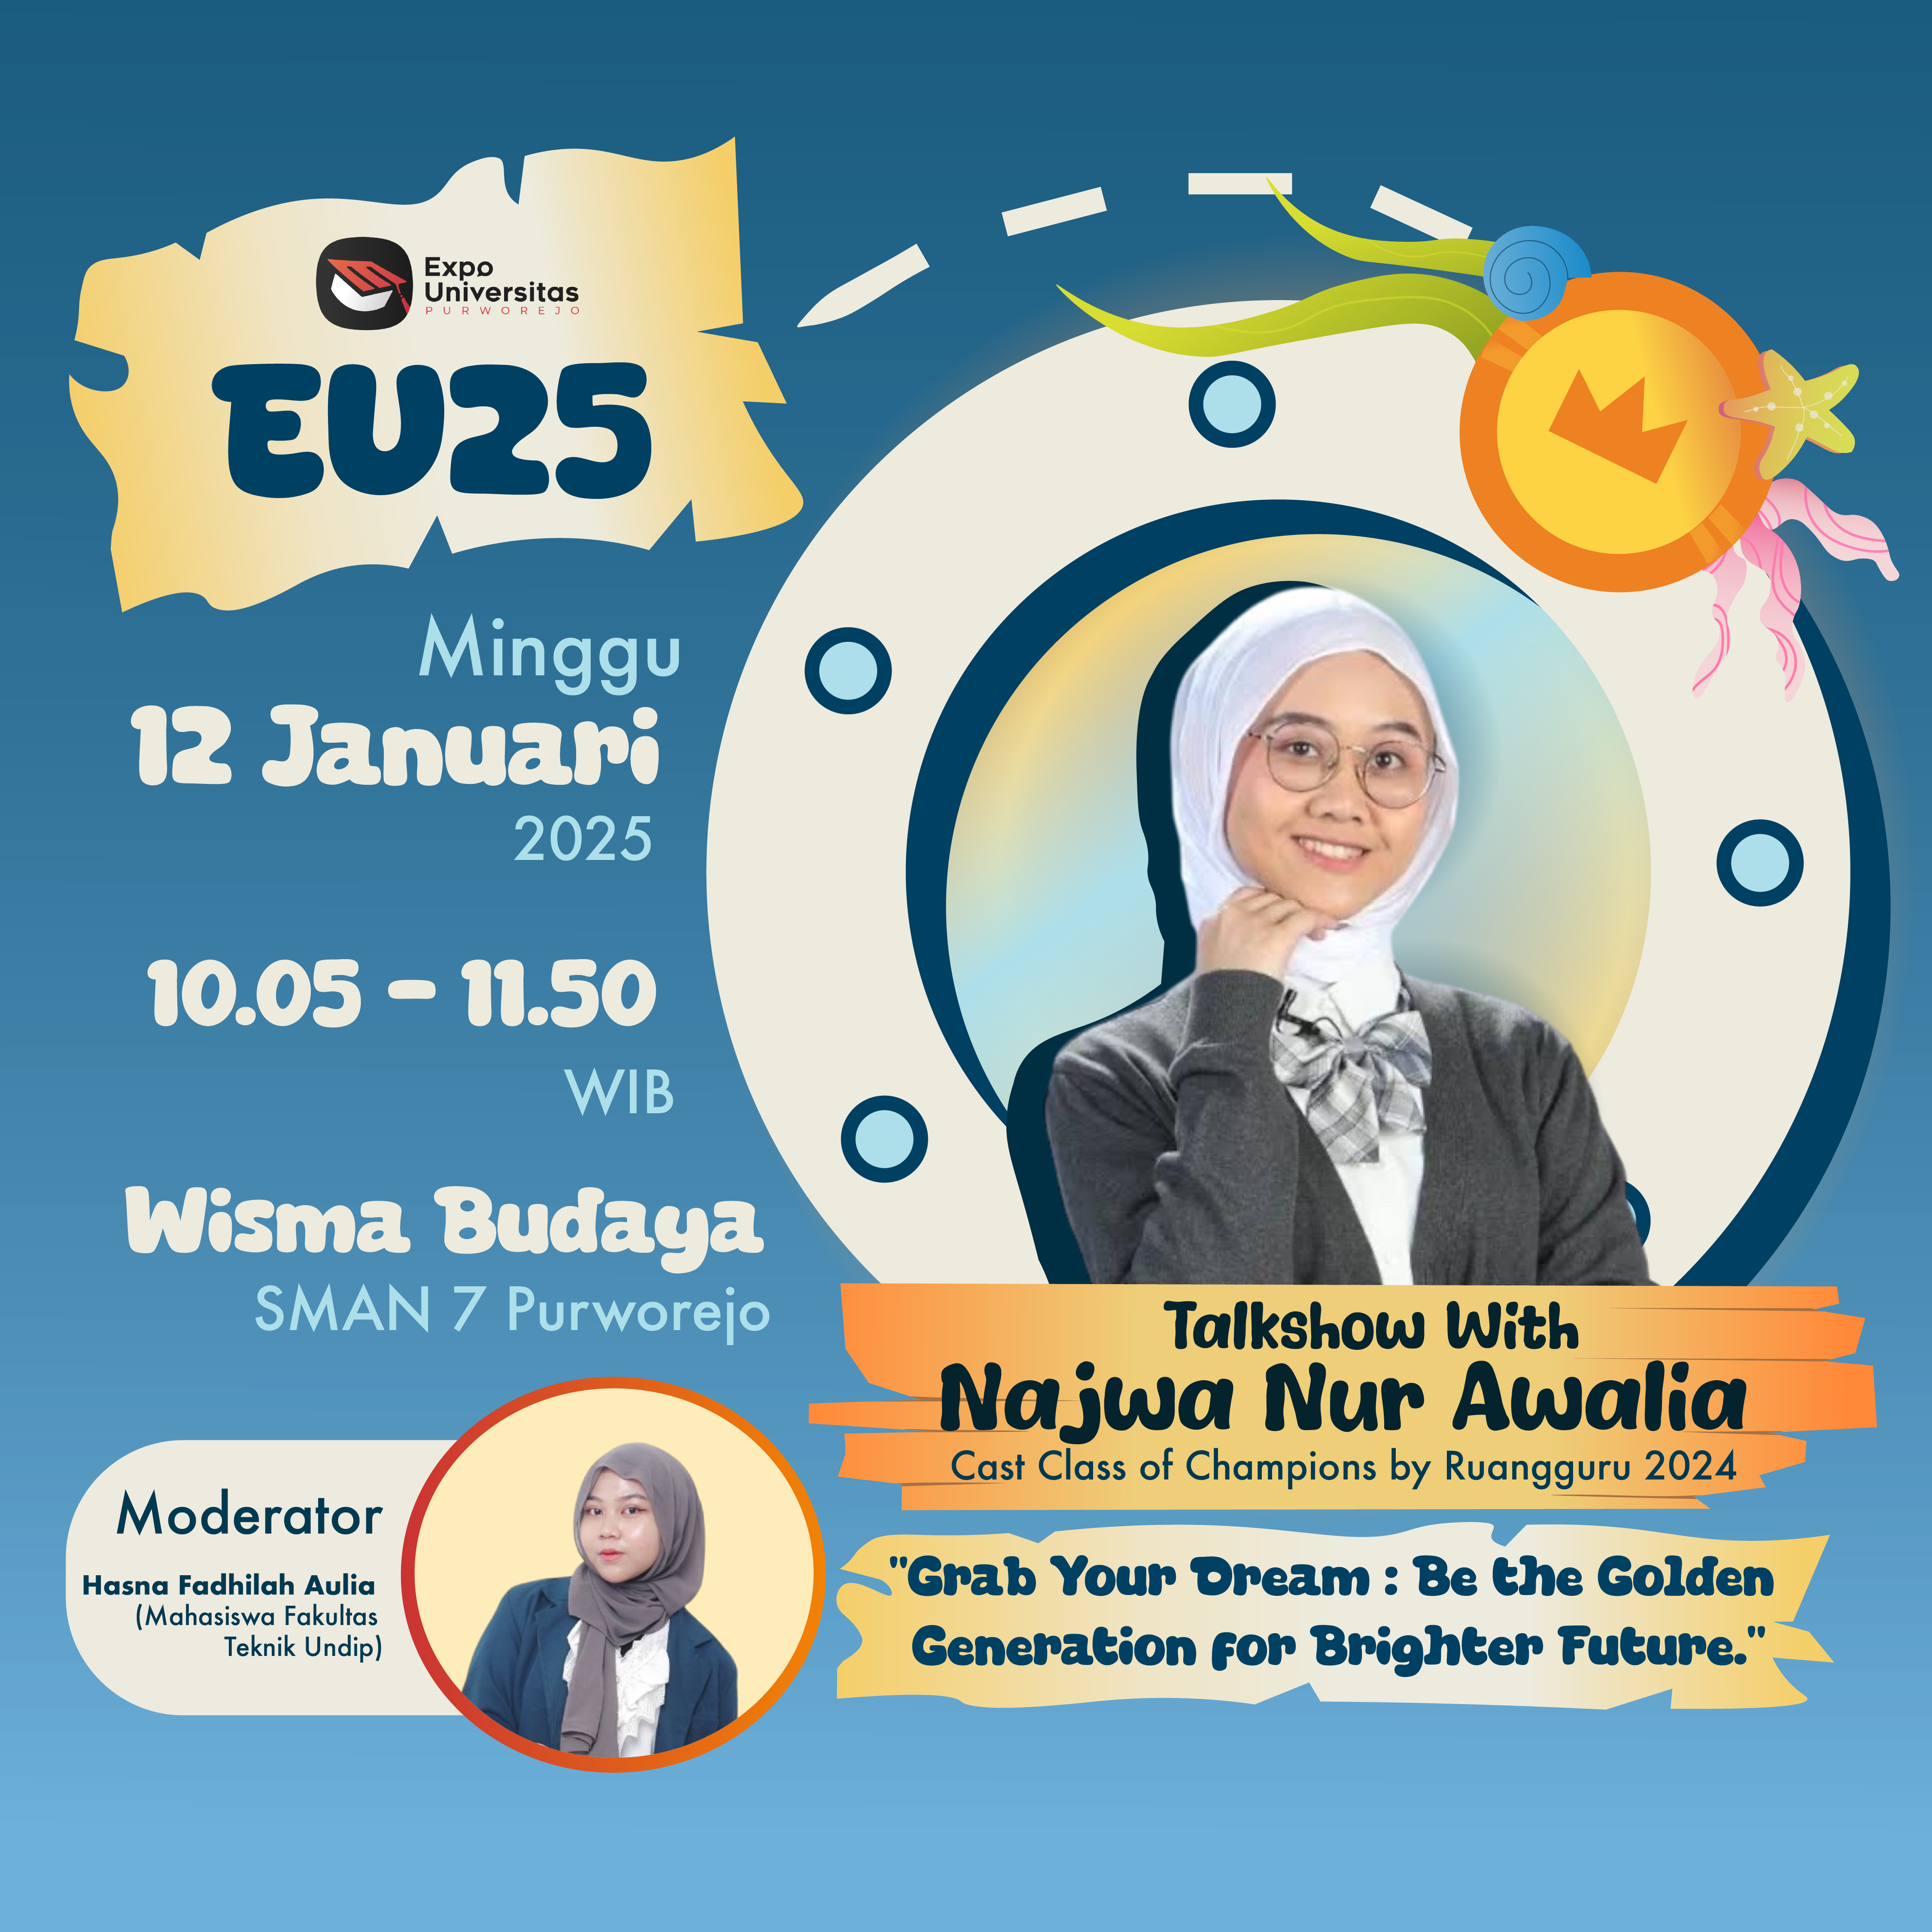 Expo
Universitas
PURWOREJO
EU25
Minggu
12 Januari
2025
10.05 - 11.50
WIB
Wisma Budaya
SMAN 7 Purworejo
Talkshow With
Najwa Nur Awalia
Cast Class of Champions by Ruangguru 2024
"Grab Your Dream : Be the Golden
Generation for Brighter Future."
Moderator
Hasna Fadhilah Aulia
(Mahasiswa Fakultas
Teknik Undip)